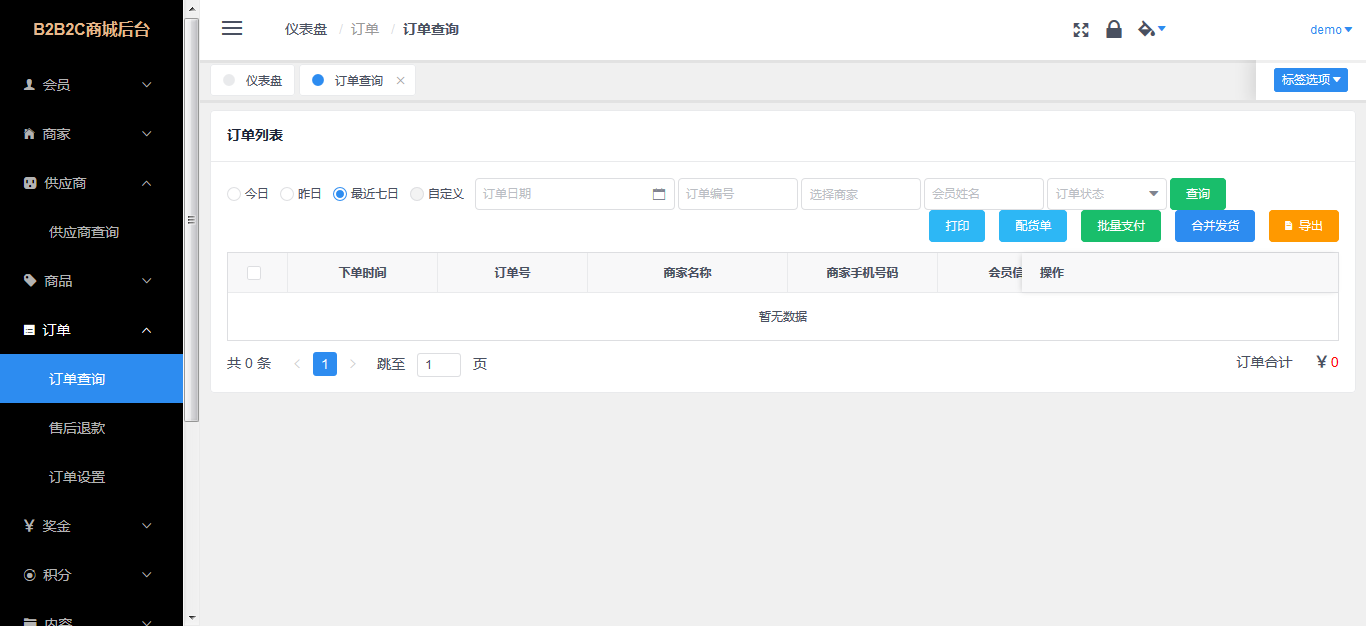 B2B2C商城后台
会员
商家
供应商
供应商查询
商品
订单
订单查询
售后退款
订单设置
奖金
积分
内容
仪表盘 / 订单 / 订单查询
demo
仪表盘
订单查询
标签选项
订单列表
今日 昨日 最近七日 自定义 订单日期 订单编号 选择商家 会员姓名 订单状态 查询
打印 配货单 批量支付 合并发货 导出
下单时间 订单号 商家名称 商家手机号码 会员信 操作
暂无数据
共 0 条 1 跳至 1 页
订单合计 ¥ 0